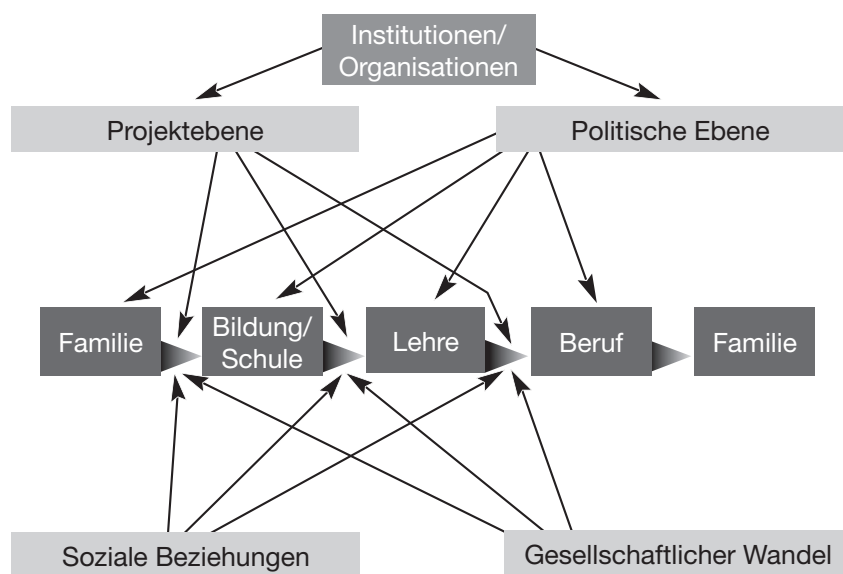 Institutionen/
Organisationen
Projektebene
Politische Ebene
Familie
Bildung/
Schule
Lehre
Beruf
Familie
Soziale Beziehungen
Gesellschaftlicher Wandel